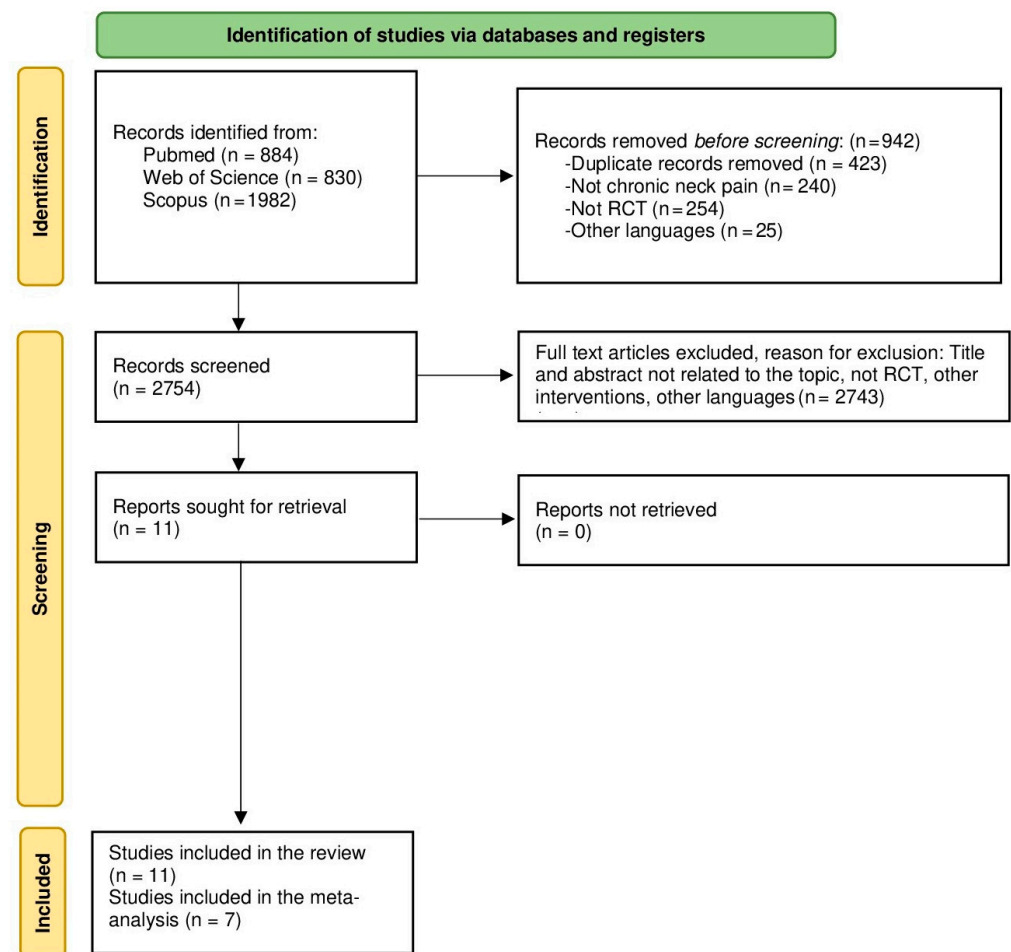 Identification of studies via databases and registers
Identification
Records identified from:
Pubmed (n = 884)
Web of Science (n = 830)
Scopus (n=1982)
Records removed before screening: (n=942)
-Duplicate records removed (n = 423)
-Not chronic neck pain (n=240)
-Not RCT (n=254)
-Other languages (n=25)
Screening
Records screened
(n = 2754)
Full text articles excluded, reason for exclusion: Title
and abstract not related to the topic, not RCT, other
interventions, other languages (n= 2743)
Reports sought for retrieval
(n = 11)
Reports not retrieved
(n = 0)
Included
Studies included in the review
(n = 11)
Studies included in the meta-
analysis (n = 7)